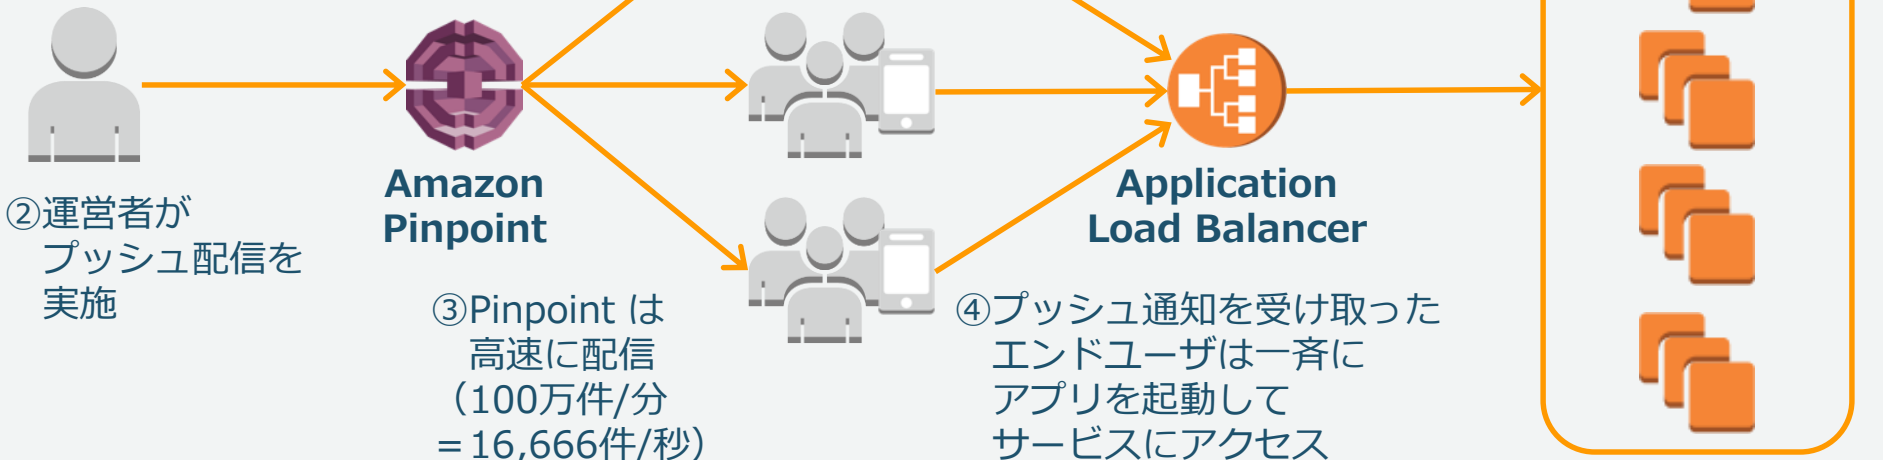 ②運営者が
プッシュ配信を
実施
Amazon
Pinpoint
③Pinpoint は
高速に配信
（100万件/分
＝16,666件/秒）
Application
Load Balancer
④プッシュ通知を受け取った
エンドユーザは一斉に
アプリを起動して
サービスにアクセス